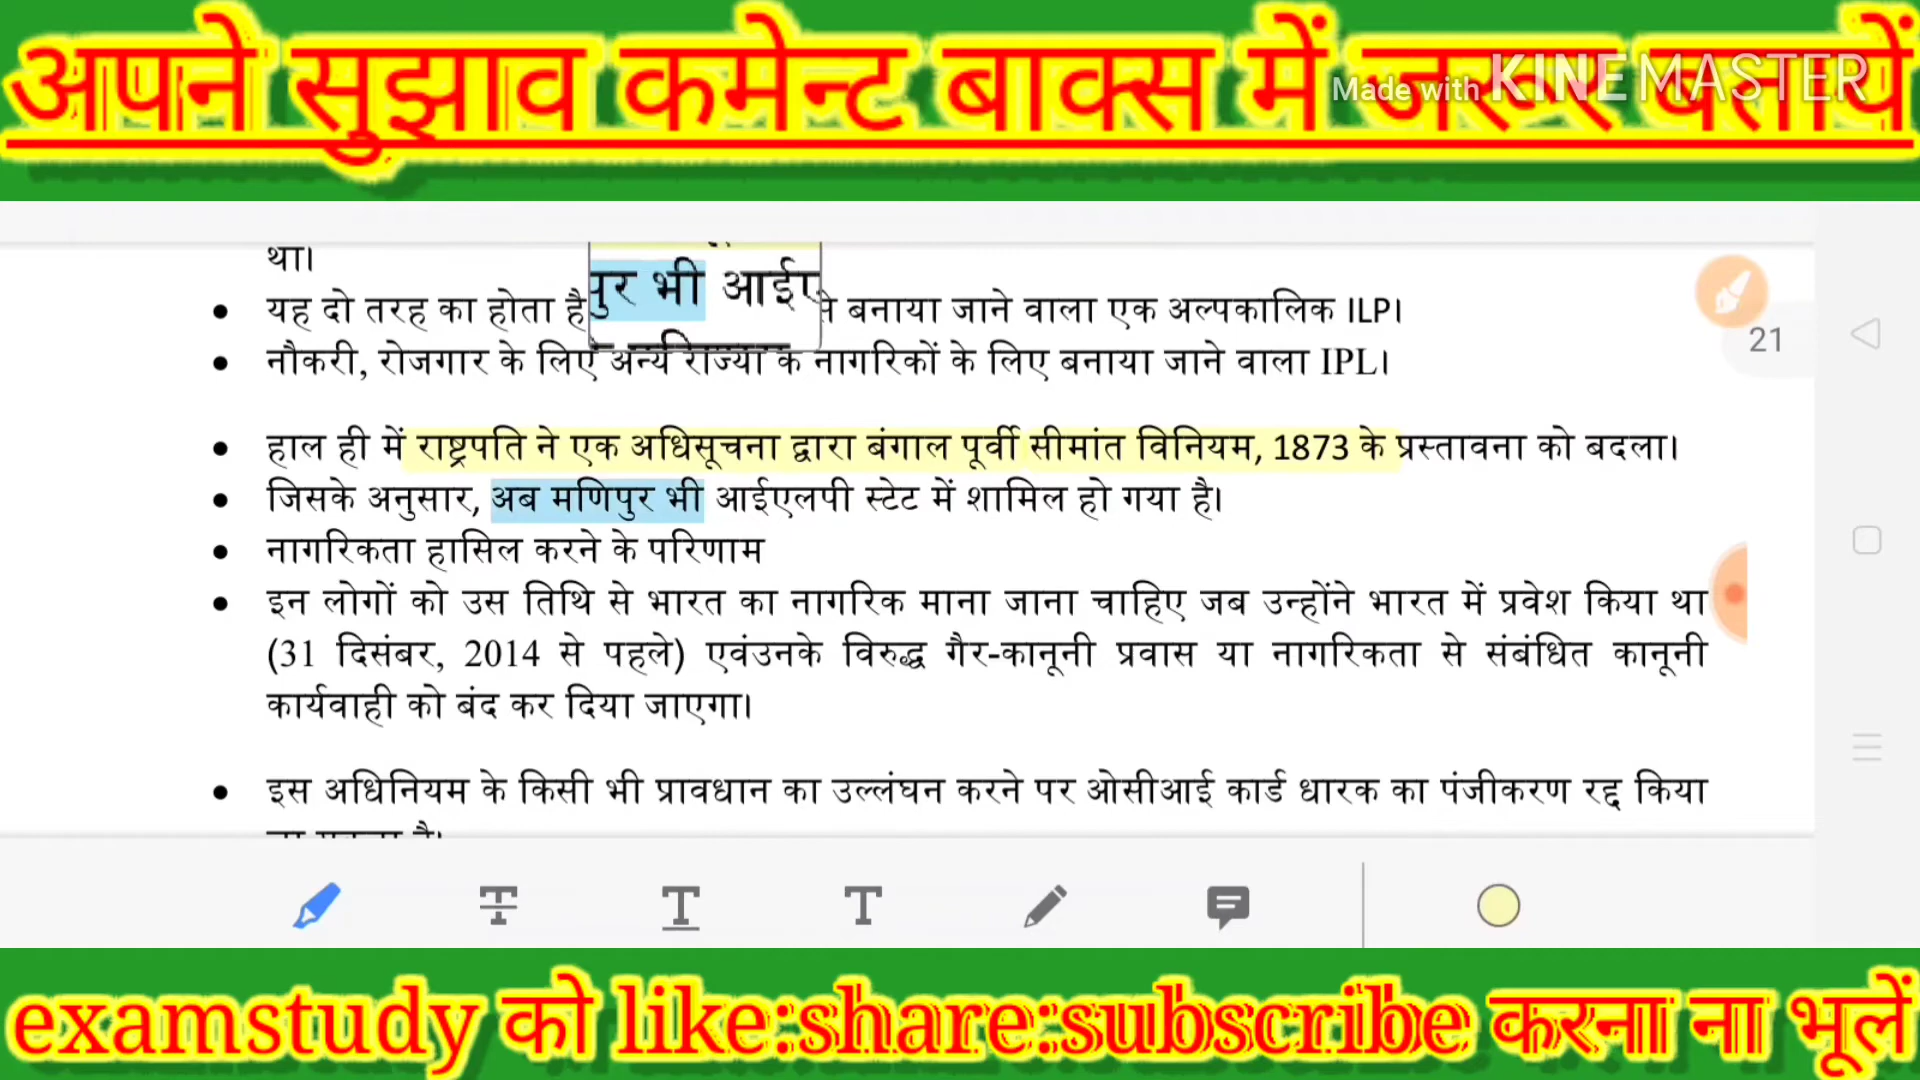 अपने सुझाव कमेन्ट बाक्स में जरूर बतायें
Made with KINEMASTER
था।
पुर भी आईए
यह दो तरह का होता है से बनाया जाने वाला एक अल्पकालिक ILP।
21
नौकरी, रोजगार के लिए अन्य राज्यों के नागरिकों के लिए बनाया जाने वाला IPL।
हाल ही में राष्ट्रपति ने एक अधिसूचना द्वारा बंगाल पूर्वी सीमांत विनियम, 1873 के प्रस्तावना को बदला।
जिसके अनुसार, अब मणिपुर भी आईएलपी स्टेट में शामिल हो गया है।
नागरिकता हासिल करने के परिणाम
इन लोगों को उस तिथि से भारत का नागरिक माना जाना चाहिए जब उन्होंने भारत में प्रवेश किया था
(31 दिसंबर, 2014 से पहले) एवंउनके विरुद्ध गैर-कानूनी प्रवास या नागरिकता से संबंधित कानूनी
कार्यवाही को बंद कर दिया जाएगा।
इस अधिनियम के किसी भी प्रावधान का उल्लंघन करने पर ओसीआई कार्ड धारक का पंजीकरण रद्द किया
है।
examstudy को like:share:subscribe करना ना भूलें